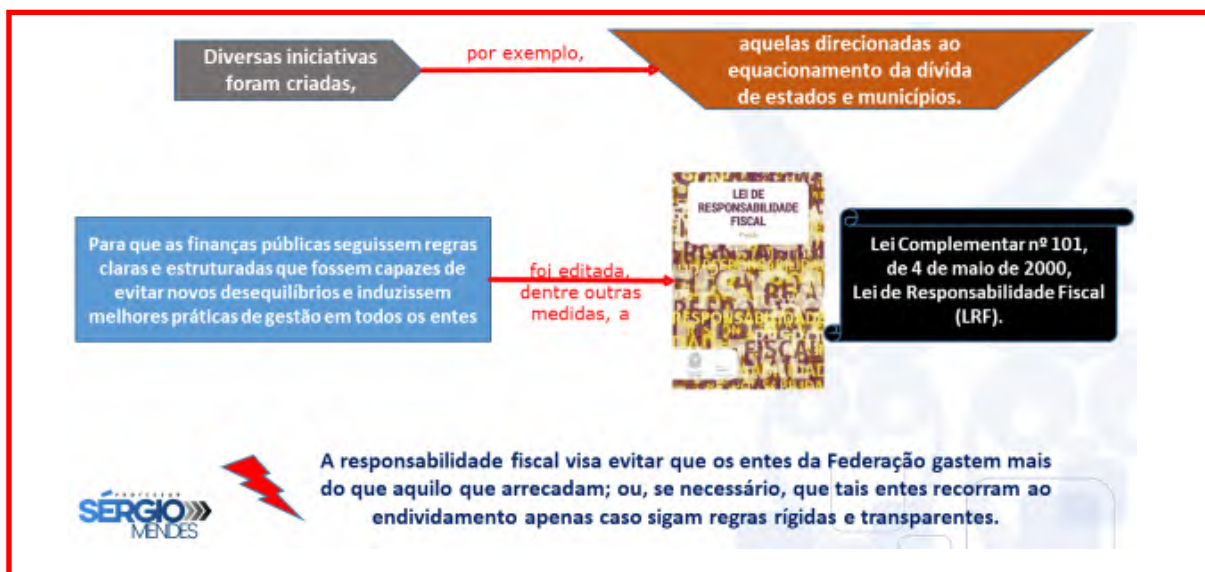 Diversas iniciativas
foram criadas,
por exemplo,
aquelas direcionadas ao
equacionamento da dívida
de estados e municípios.
Para que as finanças públicas seguissem regras
claras e estruturadas que fossem capazes de
evitar novos desequilíbrios e induzissem
melhores práticas de gestão em todos os entes
foi editada,
dentre outras
medidas, a
LEI DE
RESPONSABILIDADE
FISCAL
Lei Complementar nº 101,
de 4 de maio de 2000,
Lei de Responsabilidade Fiscal
(LRF).
A responsabilidade fiscal visa evitar que os entes da Federação gastem mais
do que aquilo que arrecadam; ou, se necessário, que tais entes recorram ao
endividamento apenas caso sigam regras rígidas e transparentes.
PROFESSOR
SÉRGIO
MENDES